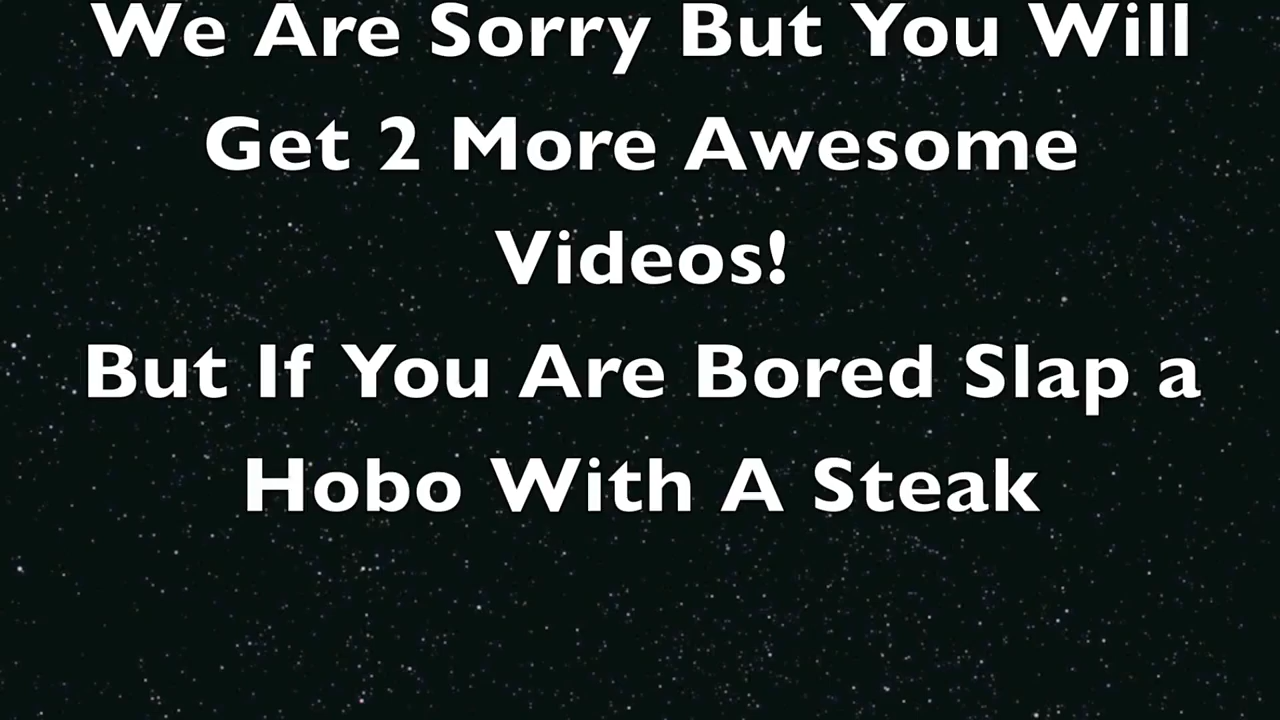 We Are Sorry But You Will
Get 2 More Awesome
Videos!
But If You Are Bored Slap a
Hobo With A Steak